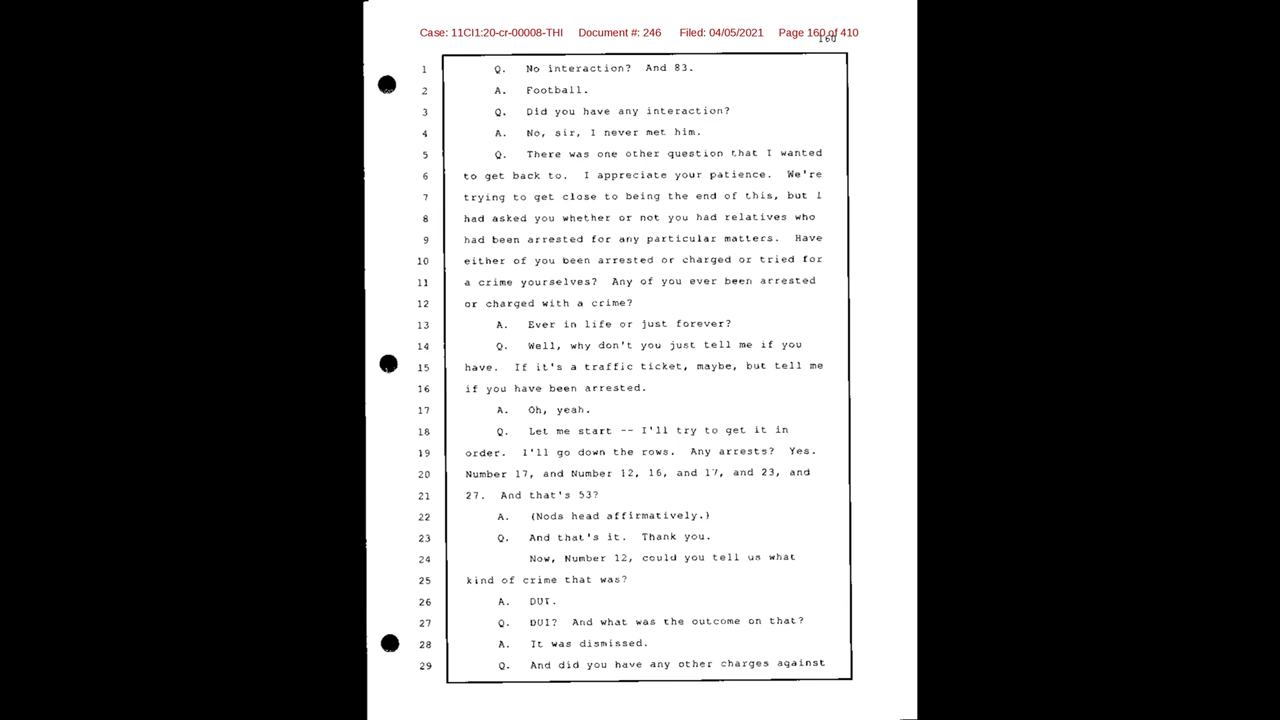 Case: 11CI1:20-cr-00008-THI Document #: 246 Filed: 04/05/2021 Page 160 of 410
160
1 Q. No interaction? And 83.
2 A. Football.
3 Q. Did you have any interaction?
4 A. No, sir, I never met him.
5 Q. There was one other question that I wanted
6 to get back to. I appreciate your patience. We're
7 trying to get close to being the end of this, but I
8 had asked you whether or not you had relatives who
9 had been arrested for any particular matters. Have
10 either of you been arrested or charged or tried for
11 a crime yourselves? Any of you ever been arrested
12 or charged with a crime?
13 A. Ever in life or just forever?
14 Q. Well, why don't you just tell me if you
15 have. If it's a traffic ticket, maybe, but tell me
16 if you have been arrested.
17 A. Oh, yeah.
18 Q. Let me start -- I'll try to get it in
19 order. I'll go down the rows. Any arrests? Yes.
20 Number 17, and Number 12, 16, and 17, and 23, and
21 27. And that's 53?
22 A. (Nods head affirmatively.)
23 Q. And that's it. Thank you.
24 Now, Number 12, could you tell us what
25 kind of crime that was?
26 A. DUI.
27 Q. DUI? And what was the outcome on that?
28 A. It was dismissed.
29 Q. And did you have any other charges against